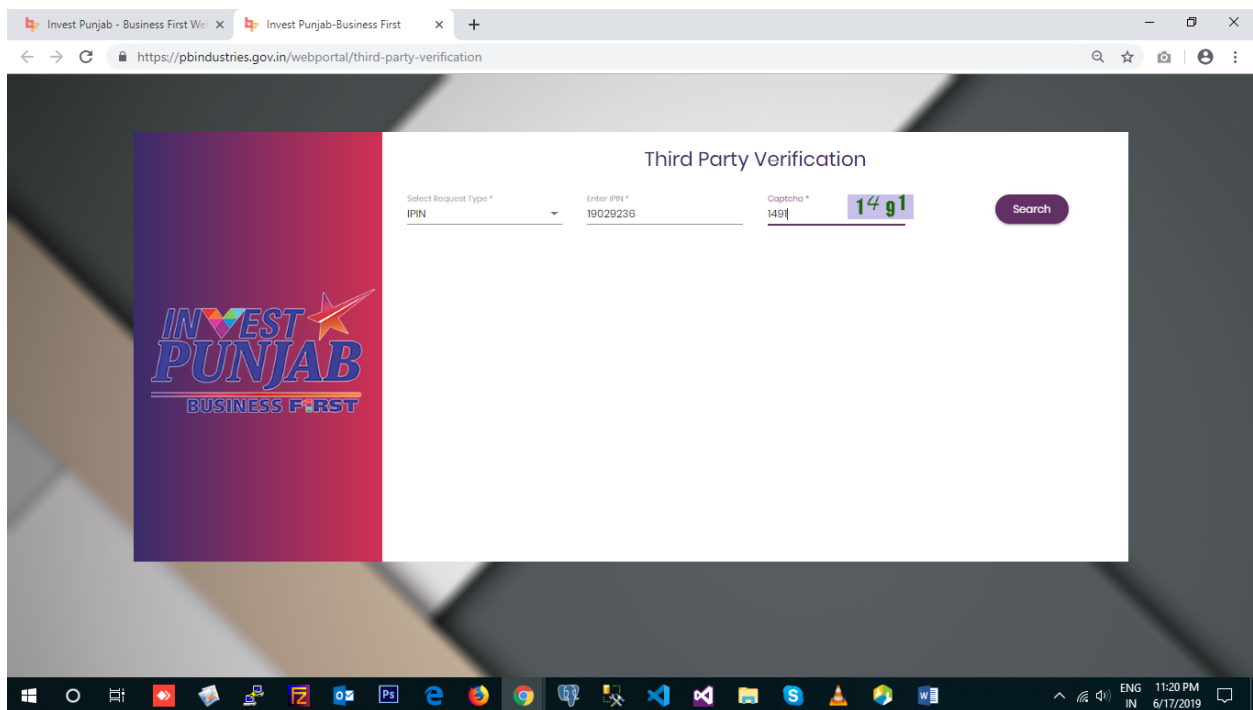 Invest Punjab - Business First We
Invest Punjab-Business First
https://pbindustries.gov.in/webportal/third-party-verification
Third Party Verification
Select Request Type *
IPIN
Enter IPIN *
19029236
Captcha *
1491
1491
Search
INVEST
PUNJAB
BUSINESS FIRST
Ps
S
W
ENG
IN
11:20 PM
6/17/2019